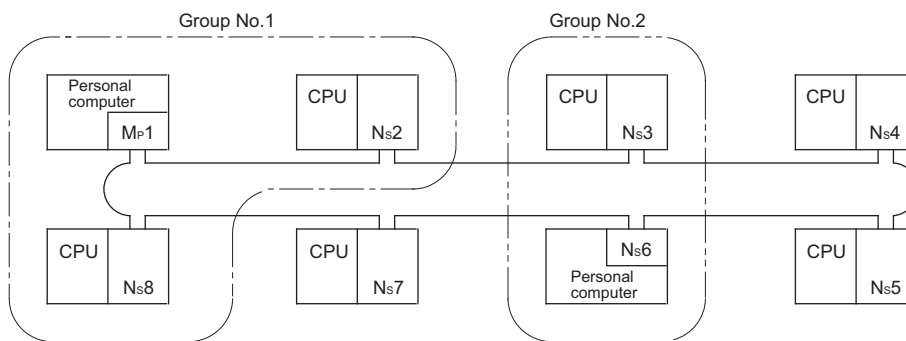 Group No.1
Group No.2
Personal
computer
MP1
CPU
NS2
CPU
NS3
CPU
NS4
CPU
NS8
CPU
NS7
NS6
Personal
computer
CPU
NS5